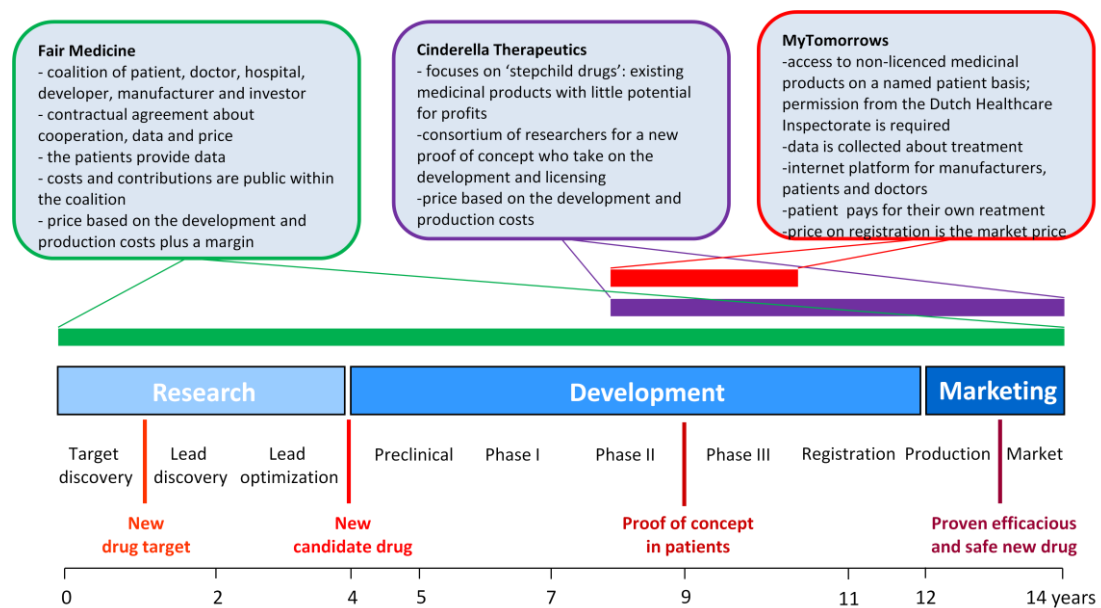 Fair Medicine
- coalition of patient, doctor, hospital,
developer, manufacturer and investor
- contractual agreement about
cooperation, data and price
- the patients provide data
- costs and contributions are public within
the coalition
- price based on the development and
production costs plus a margin
Cinderella Therapeutics
- focuses on ‘stepchild drugs’: existing
medicinal products with little potential
for profits
-consortium of researchers for a new
proof of concept who take on the
development and licensing
-price based on the development and
production costs
MyTomorrows
-access to non-licenced medicinal
products on a named patient basis;
permission from the Dutch Healthcare
Inspectorate is required
-data is collected about treatment
-internet platform for manufacturers,
patients and doctors
-patient pays for their own reatment
-price on registration is the market price
Research
Development
Marketing
Target
discovery
Lead
discovery
Lead
optimization
Preclinical
Phase I
Phase II
Phase III
Registration
Production
Market
New
drug target
New
candidate drug
Proof of concept
in patients
Proven efficacious
and safe new drug
0 2 4 5 7 9 11 12 14 years